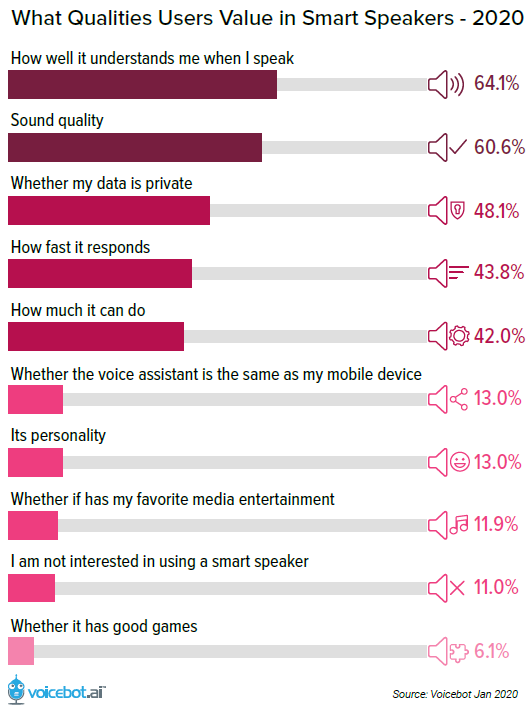 What Qualities Users Value in Smart Speakers - 2020
How well it understands me when I speak
64.1%
Sound quality
60.6%
Whether my data is private
48.1%
How fast it responds
43.8%
How much it can do
42.0%
Whether the voice assistant is the same as my mobile device
13.0%
Its personality
13.0%
Whether if has my favorite media entertainment
11.9%
I am not interested in using a smart speaker
11.0%
Whether it has good games
6.1%
voicebot.ai
Source: Voicebot Jan 2020